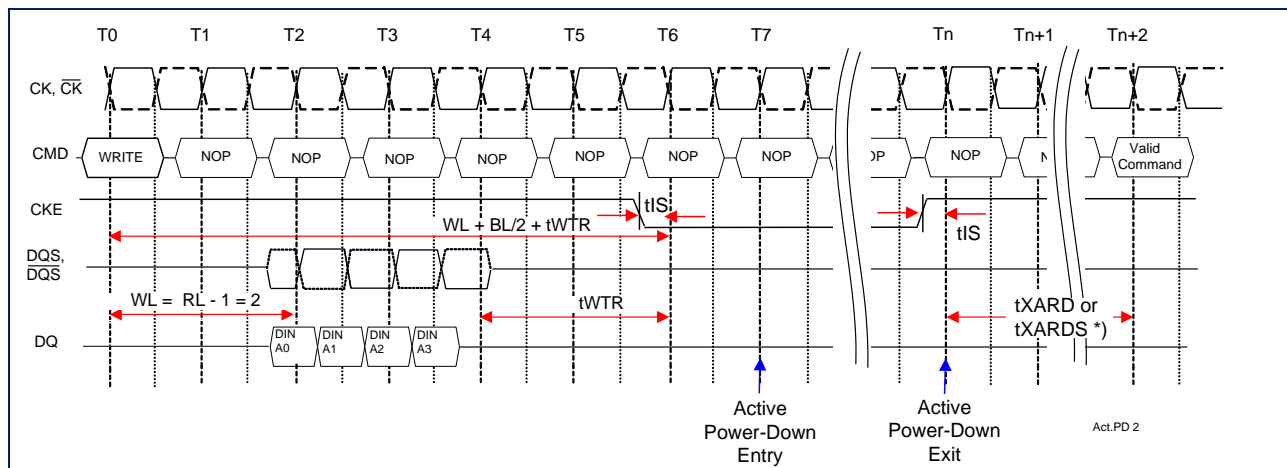 T0 T1 T2 T3 T4 T5 T6 T7 Tn Tn+1 Tn+2
CK, CK
CMD WRITE NOP NOP NOP NOP NOP NOP NOP OP NOP N Valid
Command
CKE
tIS
tIS
WL + BL/2 + tWTR
DQS,
DQS
WL = RL - 1 = 2
tWTR
tXARD or
tXARDS *)
DQ
DIN
A0
DIN
A1
DIN
A2
DIN
A3
Active
Power-Down
Entry
Active
Power-Down
Exit
Act.PD 2